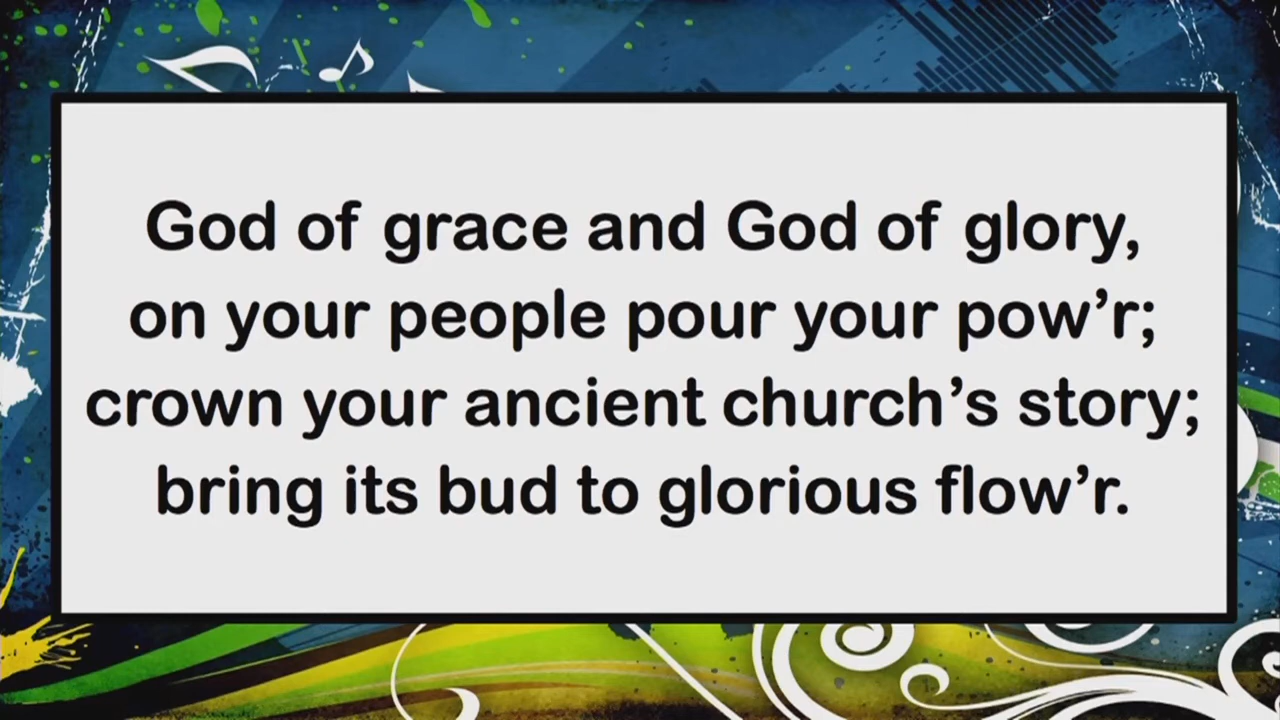 God of grace and God of glory,
on your people pour your pow’r;
crown your ancient church’s story;
bring its bud to glorious flow’r.